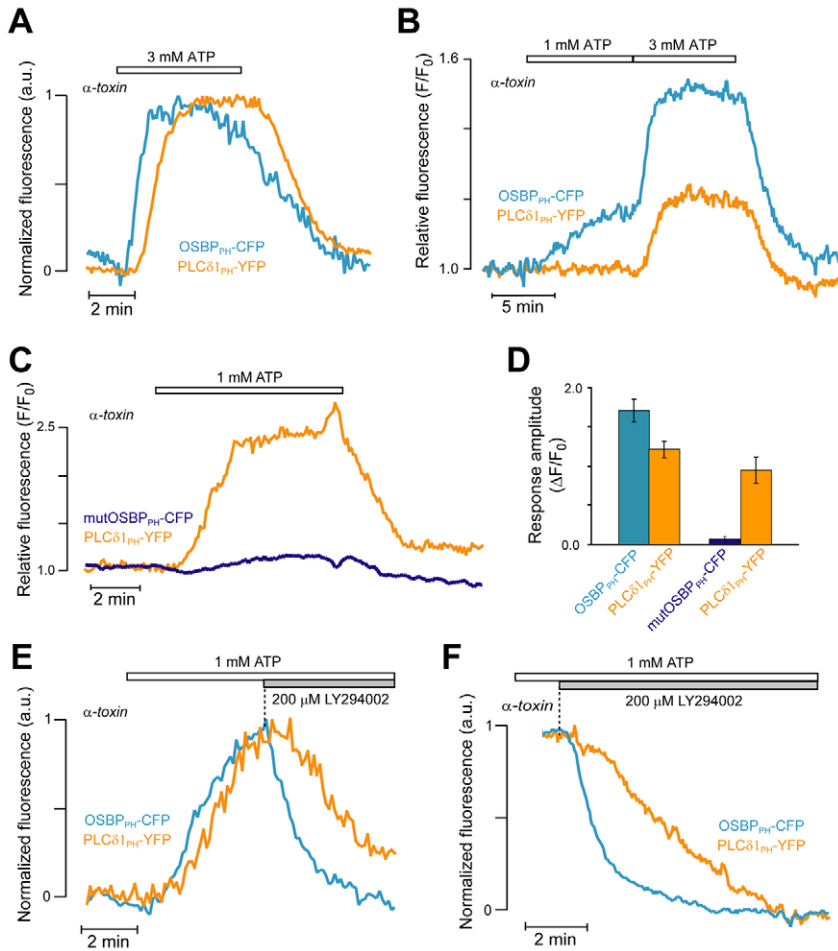 A
3 mM ATP
α-toxin
Normalized fluorescence (a.u.)
1
0
OSBPPH-CFP
PLCδ1PH-YFP
2 min
B
1 mM ATP
3 mM ATP
α-toxin
Relative fluorescence (F/F0)
1.6
1.0
OSBPPH-CFP
PLCδ1PH-YFP
5 min
C
1 mM ATP
α-toxin
Relative fluorescence (F/F0)
2.5
1.0
mutOSBPPH-CFP
PLCδ1PH-YFP
2 min
D
Response amplitude
(ΔF/F0)
2.0
0.0
OSBPPH-CFP
PLCδ1PH-YFP
mutOSBPPH-CFP
PLCδ1PH-YFP
E
1 mM ATP
200 μM LY294002
α-toxin
Normalized fluorescence (a.u.)
1
0
OSBPPH-CFP
PLCδ1PH-YFP
2 min
F
1 mM ATP
200 μM LY294002
α-toxin
Normalized fluorescence (a.u.)
1
0
OSBPPH-CFP
PLCδ1PH-YFP
2 min